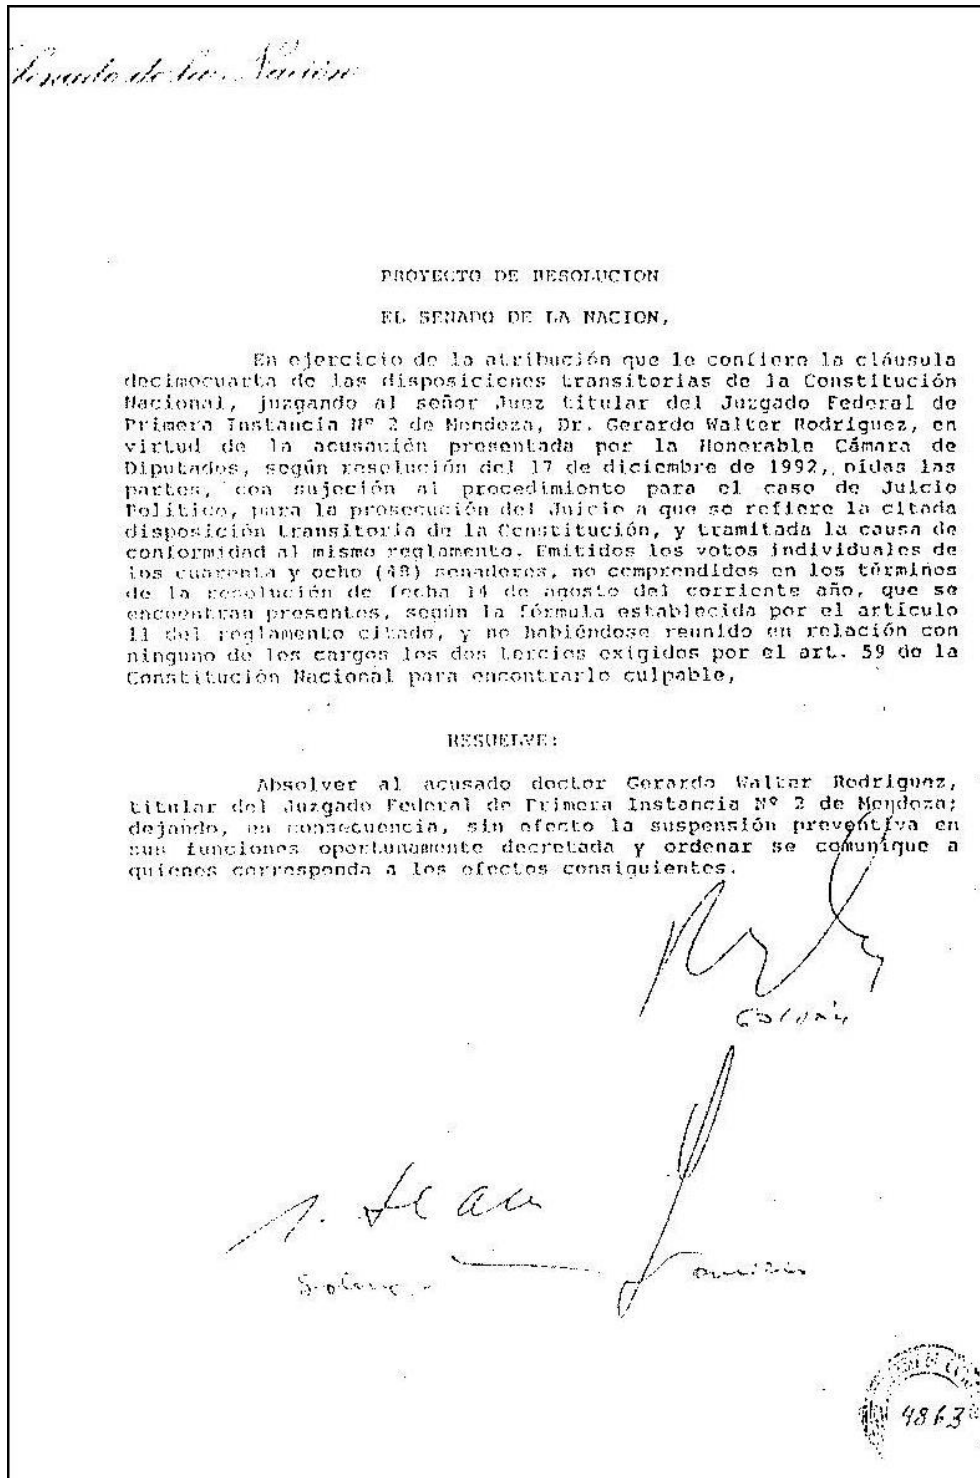 Senado de la Nación
PROYECTO DE RESOLUCION
EL SENADO DE LA NACION,
En ejercicio de la atribución que le confiere la cláusula
decimocuarta de las disposiciones transitorias de la Constitución
Nacional, juzgando al señor Juez titular del Juzgado Federal de
Primera Instancia Nº 2 de Mendoza, Dr. Gerardo Walter Rodríguez, en
virtud de la acusación presentada por la Honorable Cámara de
Diputados, según resolución del 17 de diciembre de 1992, oídas las
partes, con sujeción al procedimiento para el caso de Juicio
Político, para la prosecución del Juicio a que se refiere la citada
disposición transitoria de la Constitución, y tramitada la causa de
conformidad al mismo reglamento. Emitidos los votos individuales de
los cuarenta y ocho (48) senadores, no comprendidos en los términos
de la resolución de fecha 14 de agosto del corriente año, que se
encuentran presentes, según la fórmula establecida por el artículo
11 del reglamento citado, y no habiéndose reunido en relación con
ninguno de los cargos los dos tercios exigidos por el art. 59 de la
Constitución Nacional para encontrarlo culpable,
RESUELVE:
Absolver al acusado doctor Gerardo Walter Rodríguez,
titular del Juzgado Federal de Primera Instancia Nº 2 de Mendoza;
dejando, en consecuencia, sin efecto la suspensión preventiva en
sus funciones oportunamente decretada y ordenar se comunique a
quienes corresponda a los efectos consiguientes.
4863